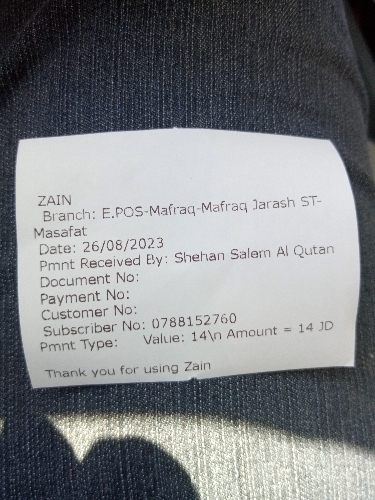 ZAIN
Branch: E.POS-Mafraq-Mafraq Jarash ST-
Masafat
Date: 26/08/2023
Pmnt Received By: Shehan Salem Al Qutan
Document No:
Payment No:
Customer No:
Subscriber No: 0788152760
Pmnt Type: Value: 14\n Amount = 14 JD
Thank you for using Zain